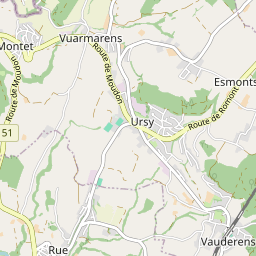 Vuarmarens
Montet
Route de Moudon
Esmonts
Route de Moudon
Route de Romont
Ursy
51
Vauderens
Rue